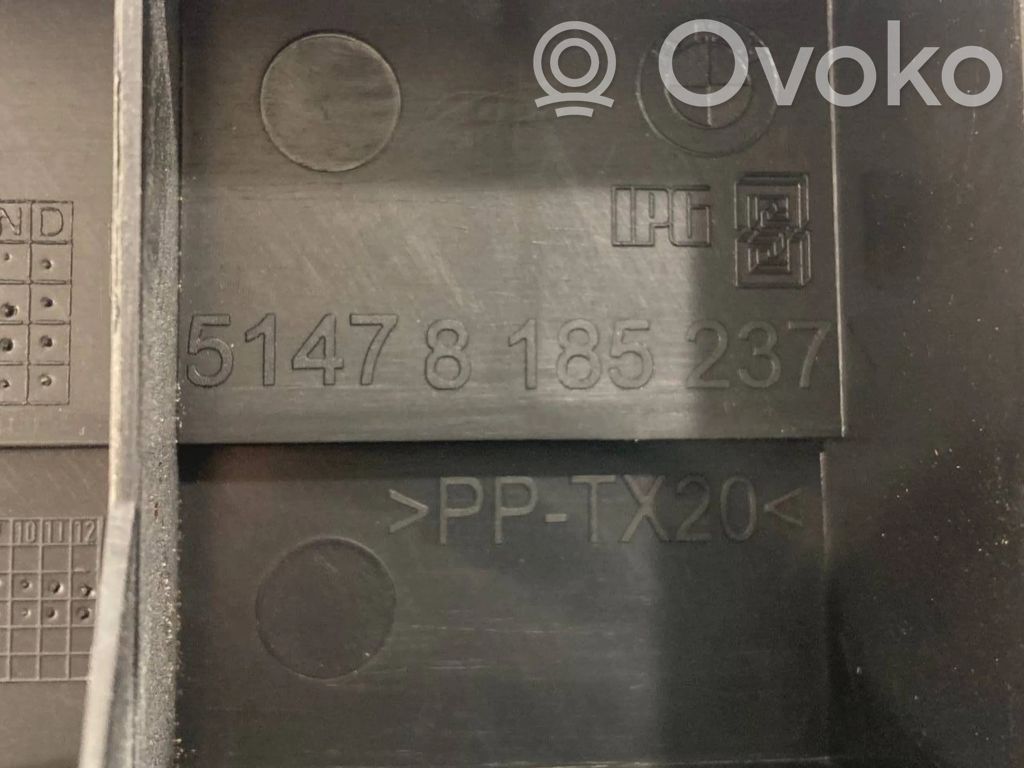 Ovoko
IPG
ND
5147 8 185 237
>PP-TX20<
10 11 12